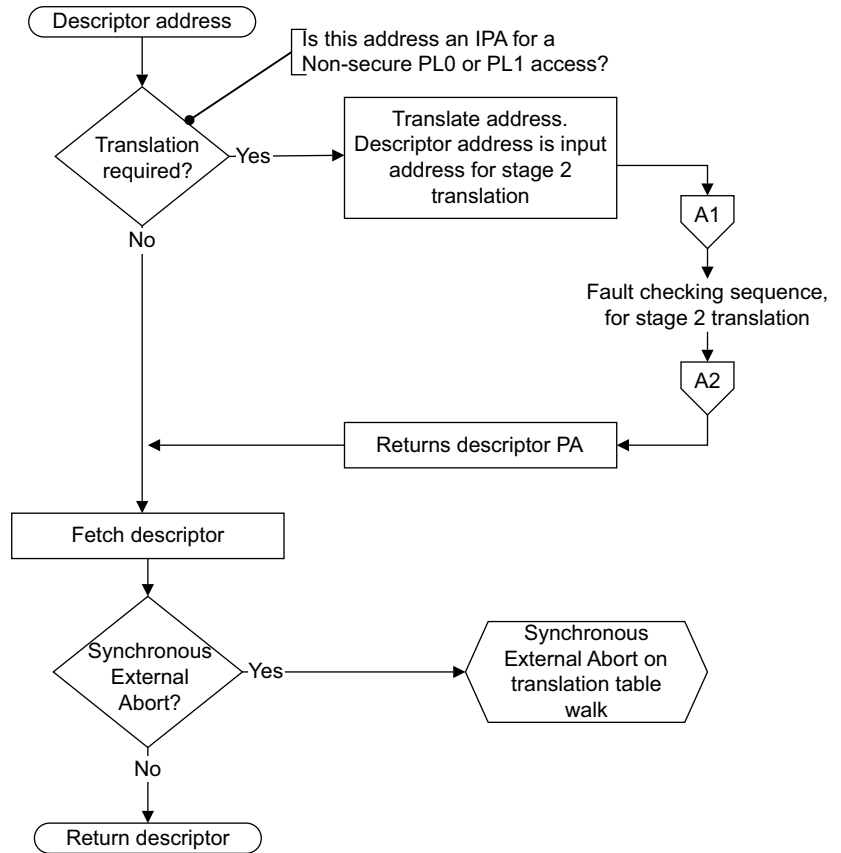 Descriptor address
Is this address an IPA for a
Non-secure PL0 or PL1 access?
Translation
required?
Yes
Translate address.
Descriptor address is input
address for stage 2
translation
A1
No
Fault checking sequence,
for stage 2 translation
A2
Returns descriptor PA
Fetch descriptor
Synchronous
External
Abort?
Yes
Synchronous
External Abort on
translation table
walk
No
Return descriptor